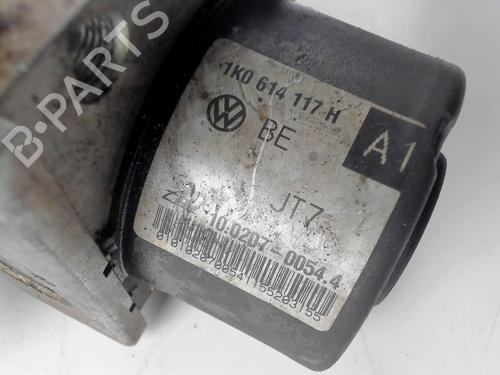 1K0 614 117 H
BE
A1
JT7
10.0207-0054.4
B-PARTS